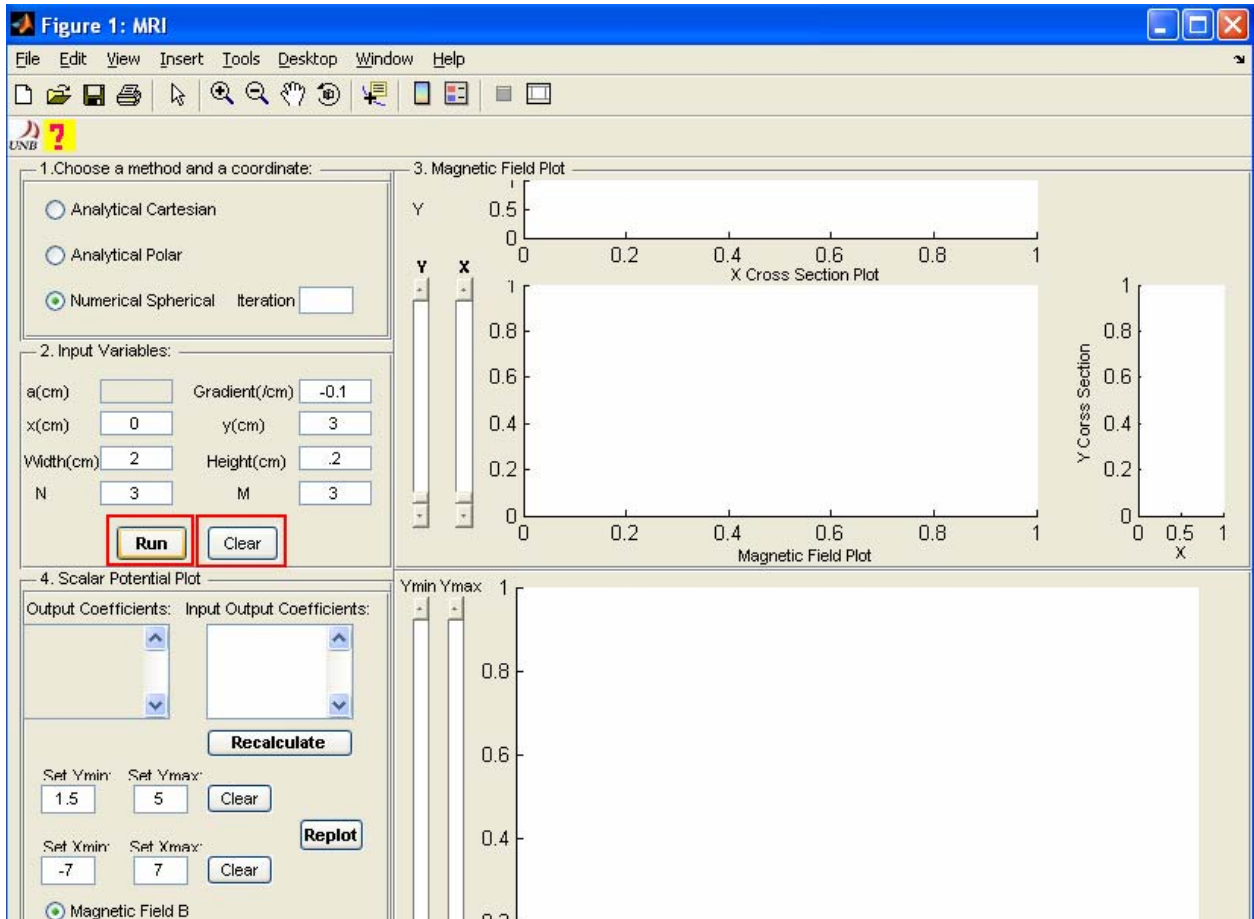 Figure 1: MRI
File Edit View Insert Tools Desktop Window Help
UNB ?
1.Choose a method and a coordinate:
Analytical Cartesian
Analytical Polar
Numerical Spherical Iteration
2. Input Variables:
a(cm) Gradient(/cm) -0.1
x(cm) 0 y(cm) 3
Width(cm) 2 Height(cm) .2
N 3 M 3
Run Clear
3. Magnetic Field Plot
1
Y 0.5
0
0 0.2 0.4 0.6 0.8 1
X Cross Section Plot
Y X
1
0.8
0.6
0.4
0.2
0
0 0.2 0.4 0.6 0.8 1
Magnetic Field Plot
Y Corss Section
1
0.8
0.6
0.4
0.2
0
0 0.5 1
X
4. Scalar Potential Plot
Output Coefficients: Input Output Coefficients:
Recalculate
Set Ymin: Set Ymax:
1.5 5 Clear
Replot
Set Xmin: Set Xmax:
-7 7 Clear
Magnetic Field B
Ymin Ymax 1
0.8
0.6
0.4
0.2